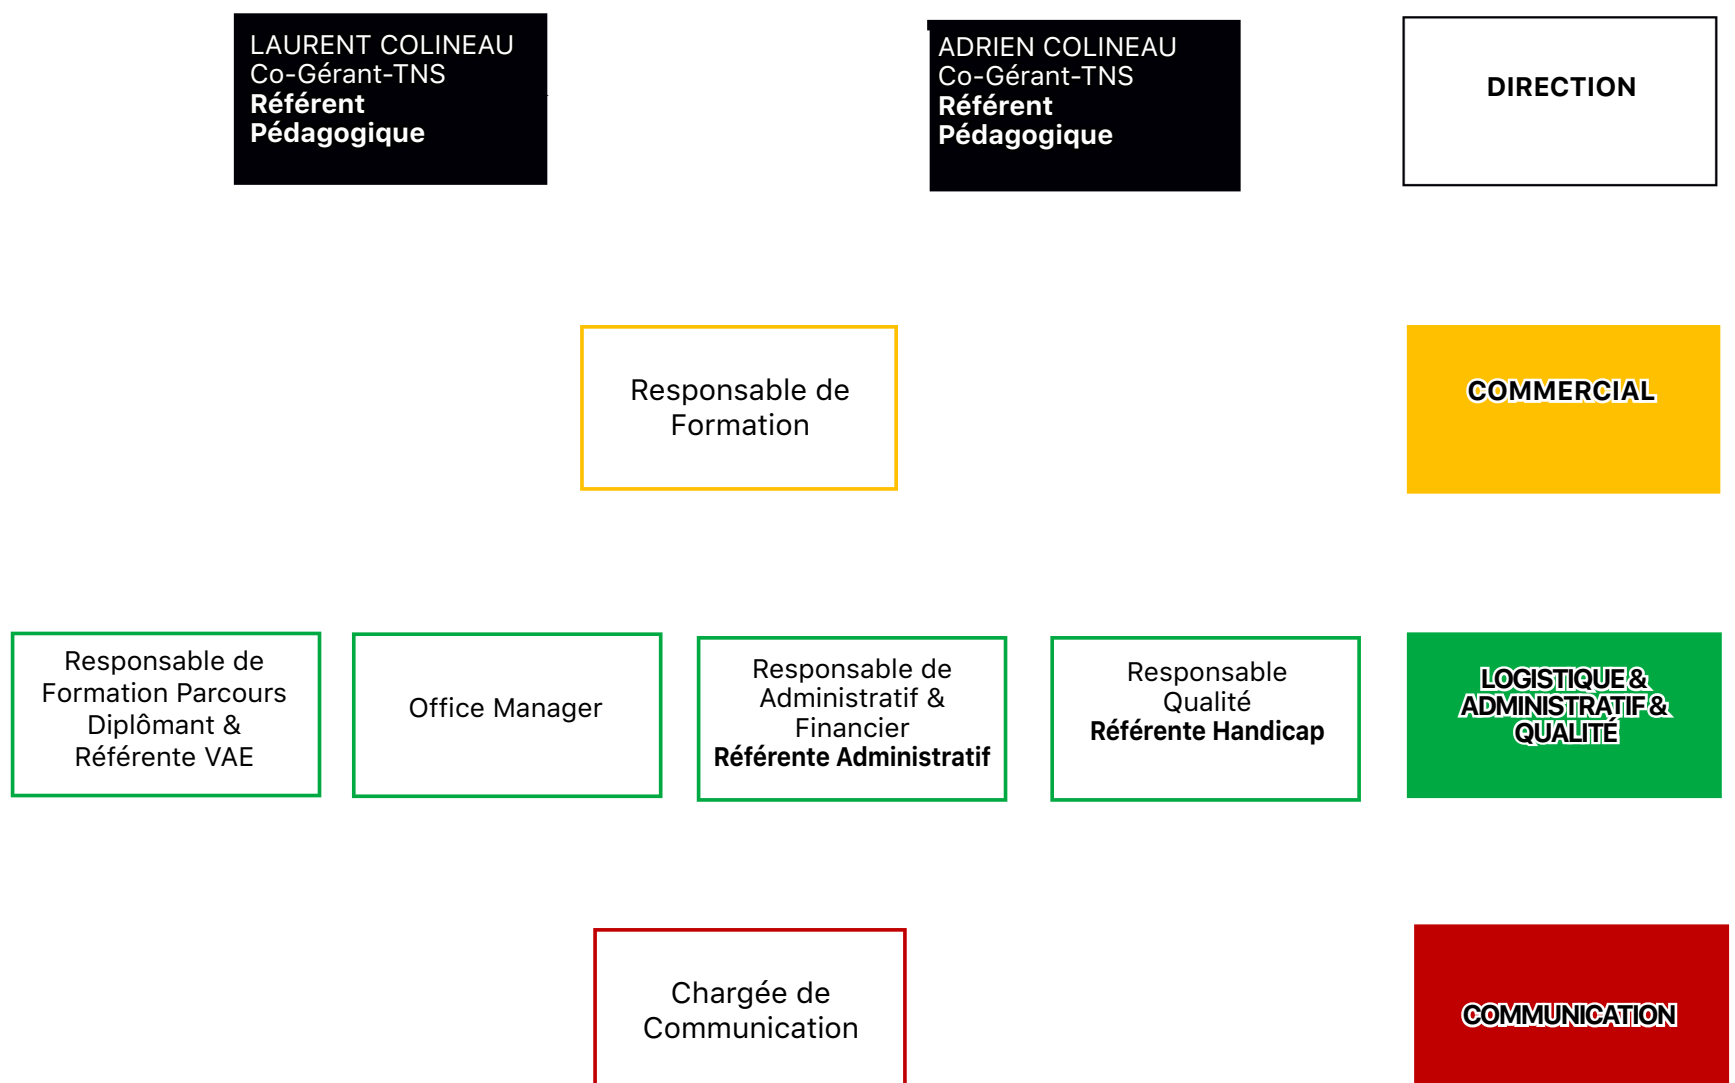 LAURENT COLINEAU
Co-Gérant-TNS
Référent
Pédagogique
ADRIEN COLINEAU
Co-Gérant-TNS
Référent
Pédagogique
DIRECTION
Responsable de
Formation
COMMERCIAL
Responsable de
Formation Parcours
Diplômant &
Référente VAE
Office Manager
Responsable de
Administratif &
Financier
Référente Administratif
Responsable
Qualité
Référente Handicap
LOGISTIQUE &
ADMINISTRATIF &
QUALITÉ
Chargée de
Communication
COMMUNICATION